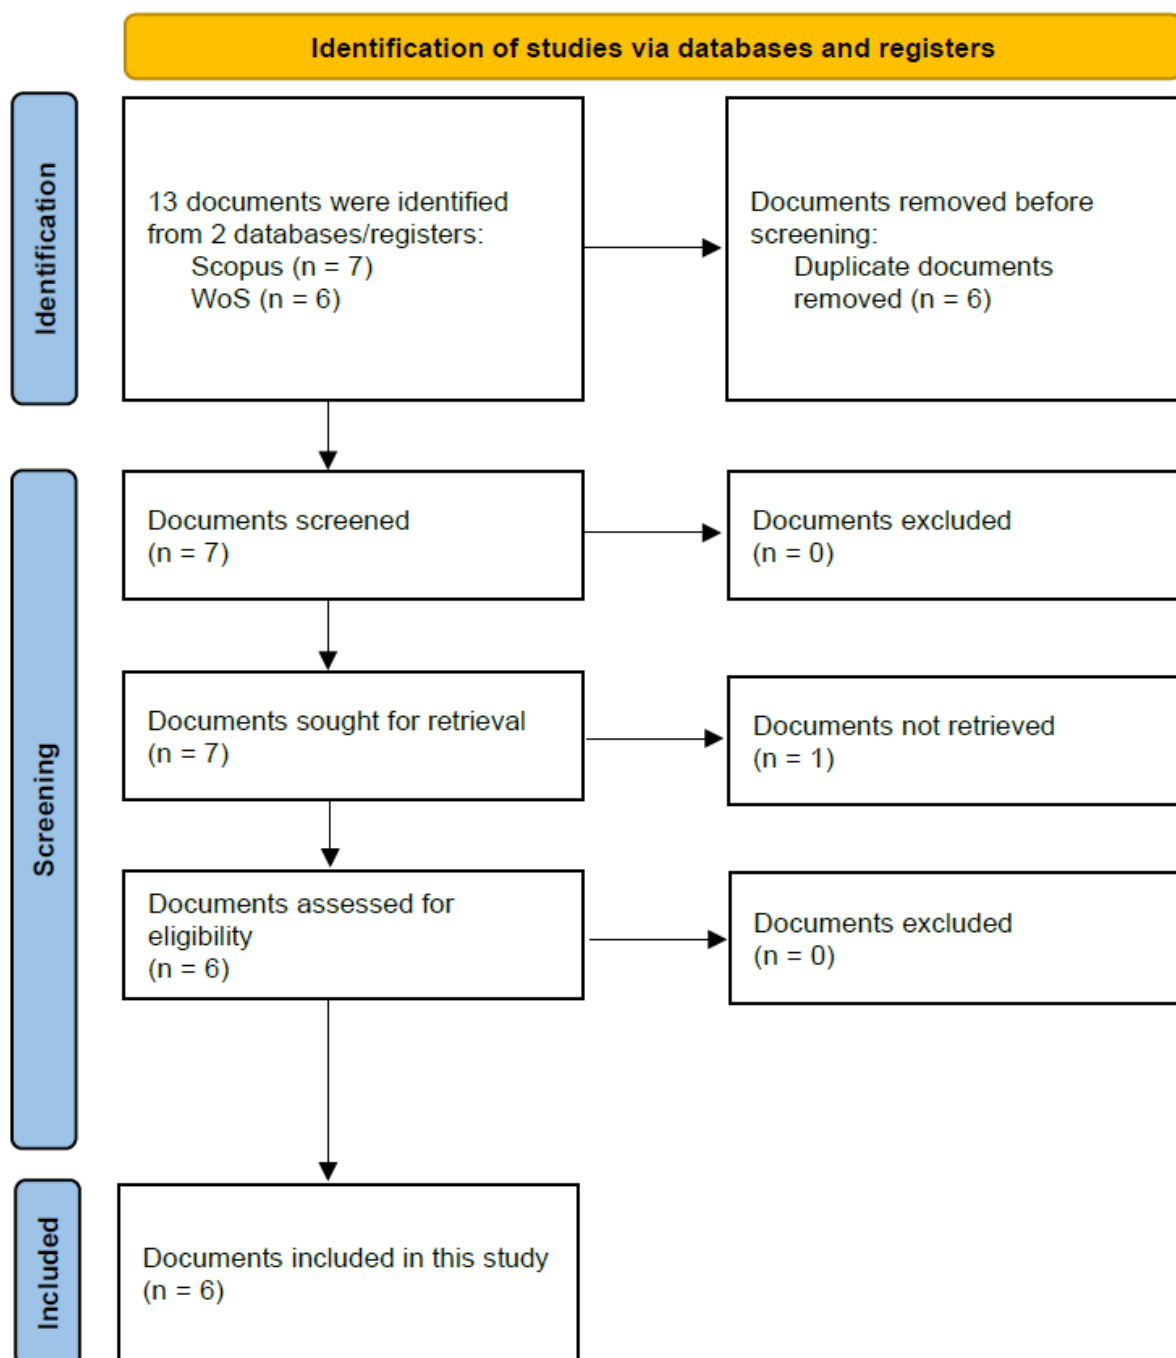 Identification of studies via databases and registers
Identification
13 documents were identified
from 2 databases/registers:
Scopus (n = 7)
WoS (n = 6)
Documents removed before
screening:
Duplicate documents
removed (n = 6)
Screening
Documents screened
(n = 7)
Documents excluded
(n = 0)
Documents sought for retrieval
(n = 7)
Documents not retrieved
(n = 1)
Documents assessed for
eligibility
(n = 6)
Documents excluded
(n = 0)
Included
Documents included in this study
(n = 6)